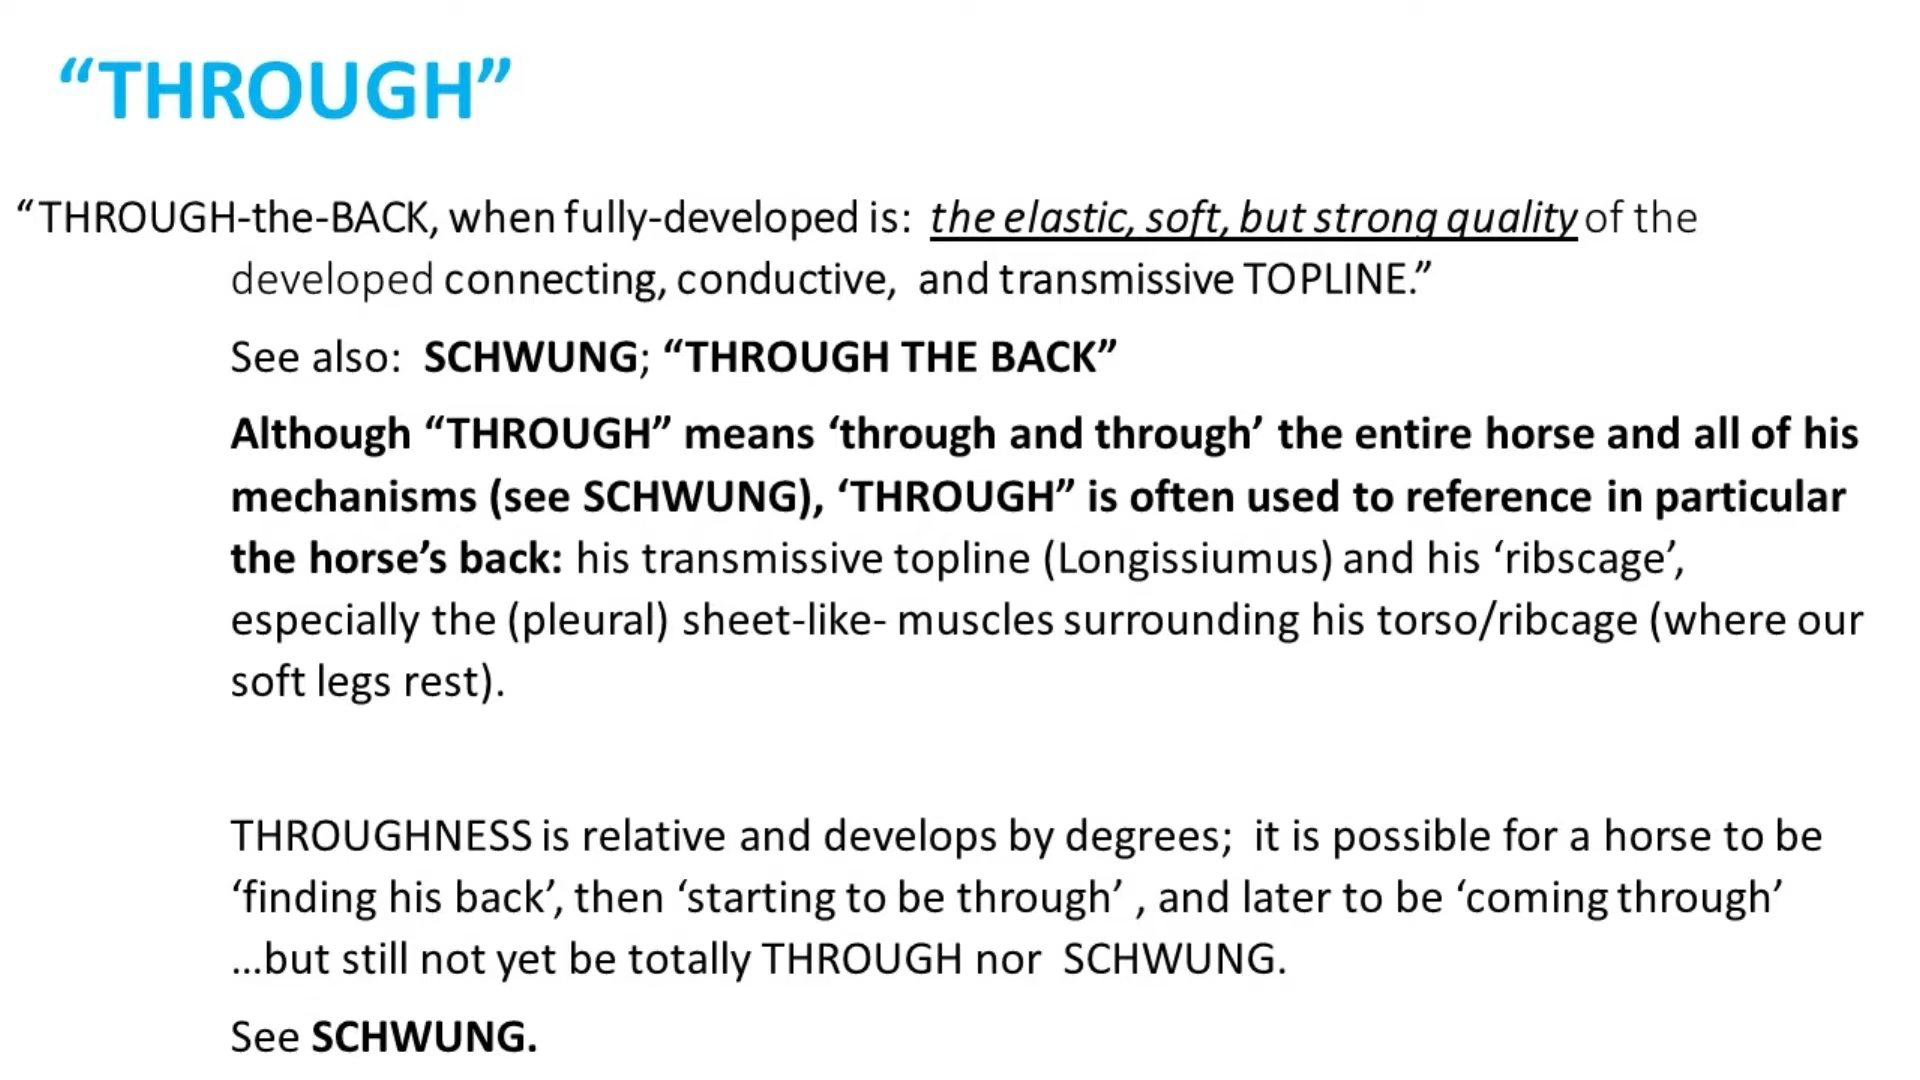 “THROUGH”
“THROUGH-the-BACK, when fully-developed is:  the elastic, soft, but strong quality of the
developed connecting, conductive,  and transmissive TOPLINE.”
See also:  SCHWUNG; “THROUGH THE BACK”
Although “THROUGH” means ‘through and through’ the entire horse and all of his
mechanisms (see SCHWUNG), ‘THROUGH” is often used to reference in particular
the horse’s back: his transmissive topline (Longissiumus) and his ‘ribscage’,
especially the (pleural) sheet-like- muscles surrounding his torso/ribcage (where our
soft legs rest).
THROUGHNESS is relative and develops by degrees;  it is possible for a horse to be
‘finding his back’, then ‘starting to be through’ , and later to be ‘coming through’
…but still not yet be totally THROUGH nor  SCHWUNG.
See SCHWUNG.